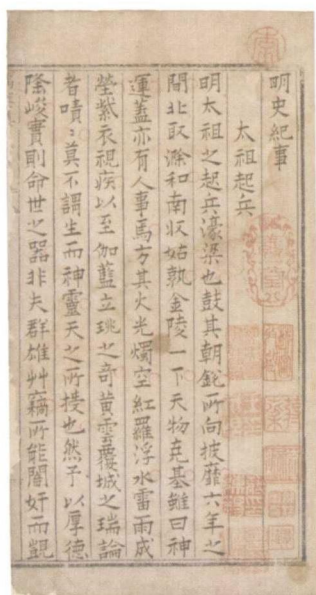 明史紀事
太祖起兵
明太祖之起兵濠梁也鼓其朝銳所向披靡六年之
間北取滁和南收姑孰金陵一下天物克基雖曰神
運蓋亦有人事焉方其火光燭空紅羅浮水雷雨成
瑩紫衣視疾以至伽藍立珓之奇黄雲覆城之瑞論
者嘖〻莫不謂生而神靈天之所授也然予以厚德
隆峻實則命世之器非夫群雄艸竊所能闇奸而覬